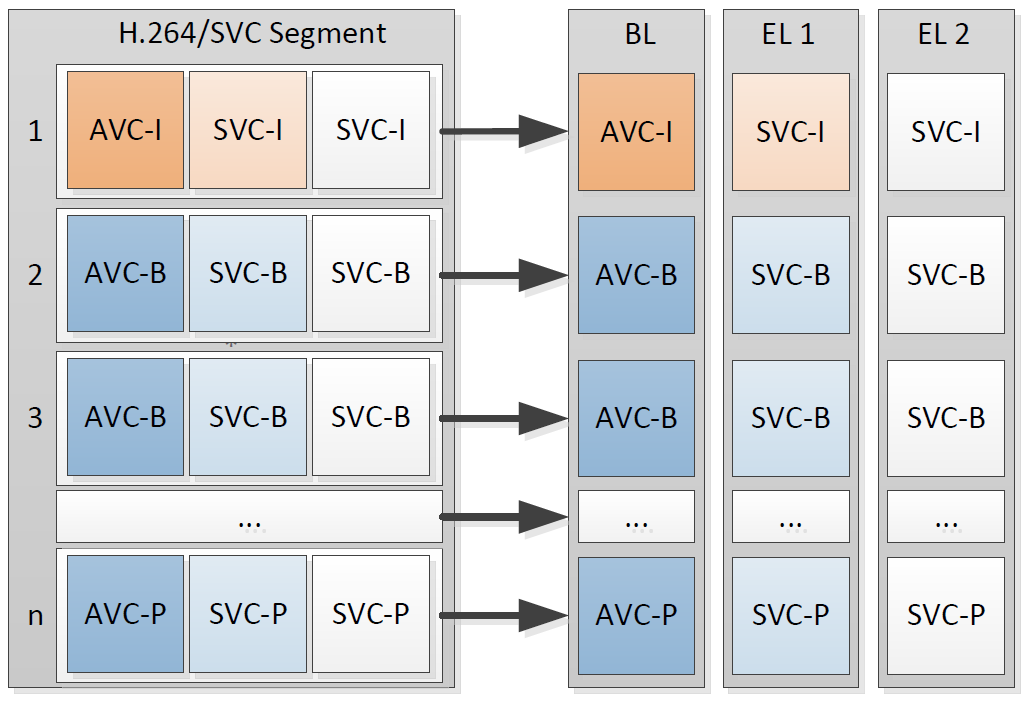 H.264/SVC Segment BL EL 1 EL 2
1 AVC-I SVC-I SVC-I AVC-I SVC-I SVC-I
2 AVC-B SVC-B SVC-B AVC-B SVC-B SVC-B
*
3 AVC-B SVC-B SVC-B AVC-B SVC-B SVC-B
... ... ... ...
n AVC-P SVC-P SVC-P AVC-P SVC-P SVC-P